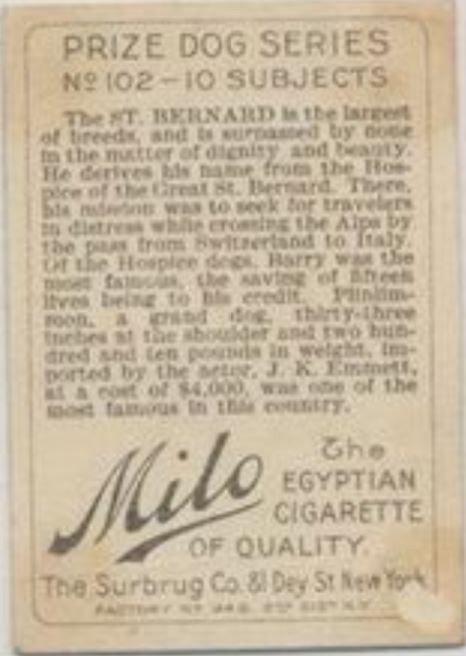 PRIZE DOG SERIES
Nº 102 - 10 SUBJECTS
The ST. BERNARD is the largest
of breeds, and is surpassed by none
in the matter of dignity and beauty.
He derives his name from the Hos-
pice of the Great St. Bernard. There,
his mission was to seek for travelers
in distress while crossing the Alps by
the pass from Switzerland to Italy.
Of the Hospice dogs, Barry was the
most famous, the saving of fifteen
lives being to his credit. Plinlim-
mon, a grand dog, thirty-three
inches at the shoulder and two hun-
dred and ten pounds in weight, im-
ported by the actor, J. K. Emmett,
at a cost of $4,000, was one of the
most famous in this country.
Milo
The
EGYPTIAN
CIGARETTE
OF QUALITY.
The Surbrug Co. 81 Dey St New York
FACTORY Nº DIST. N.Y.